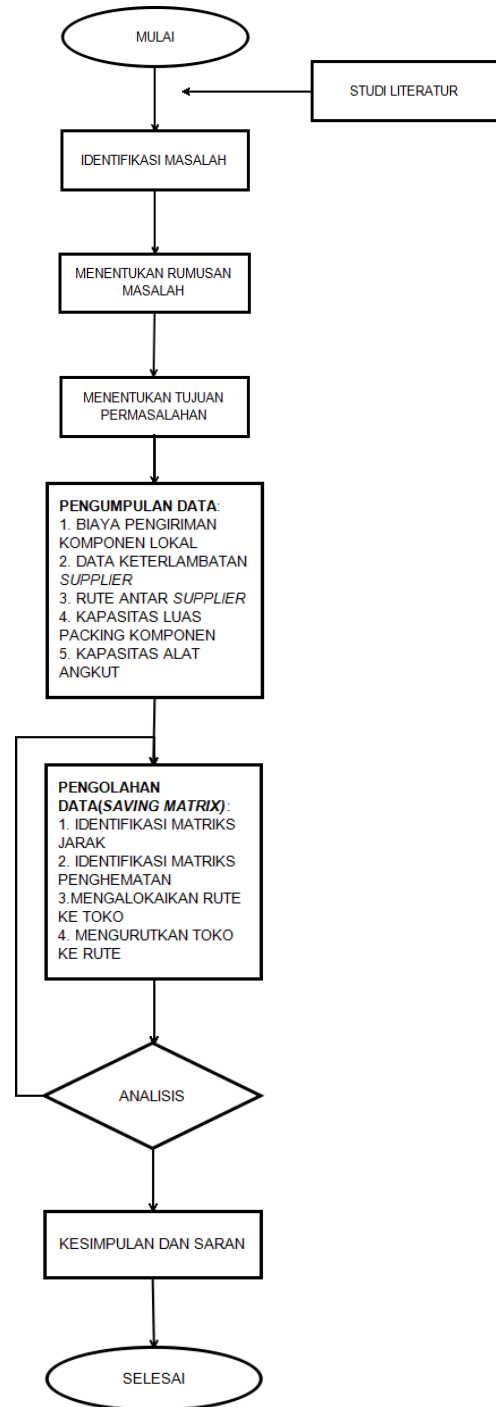 MULAI
STUDI LITERATUR
IDENTIFIKASI MASALAH
MENENTUKAN RUMUSAN
MASALAH
MENENTUKAN TUJUAN
PERMASALAHAN
PENGUMPULAN DATA:
1. BIAYA PENGIRIMAN
KOMPONEN LOKAL
2. DATA KETERLAMBATAN
SUPPLIER
3. RUTE ANTAR SUPPLIER
4. KAPASITAS LUAS
PACKING KOMPONEN
5. KAPASITAS ALAT
ANGKUT
PENGOLAHAN
DATA(SAVING MATRIX):
1. IDENTIFIKASI MATRIKS
JARAK
2. IDENTIFIKASI MATRIKS
PENGHEMATAN
3.MENGALOKAIKAN RUTE
KE TOKO
4. MENGURUTKAN TOKO
KE RUTE
ANALISIS
KESIMPULAN DAN SARAN
SELESAI